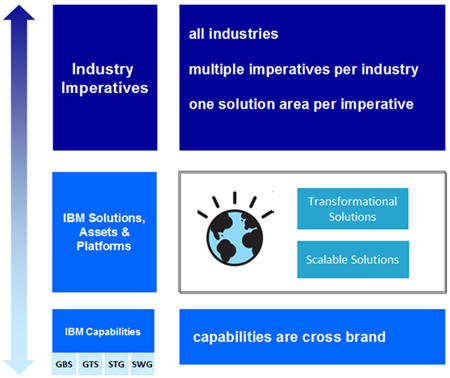 Industry
Imperatives
all industries
multiple imperatives per industry
one solution area per imperative
IBM Solutions,
Assets &
Platforms
Transformational
Solutions
Scalable Solutions
IBM Capabilities
GBS GTS STG SWG
capabilities are cross brand